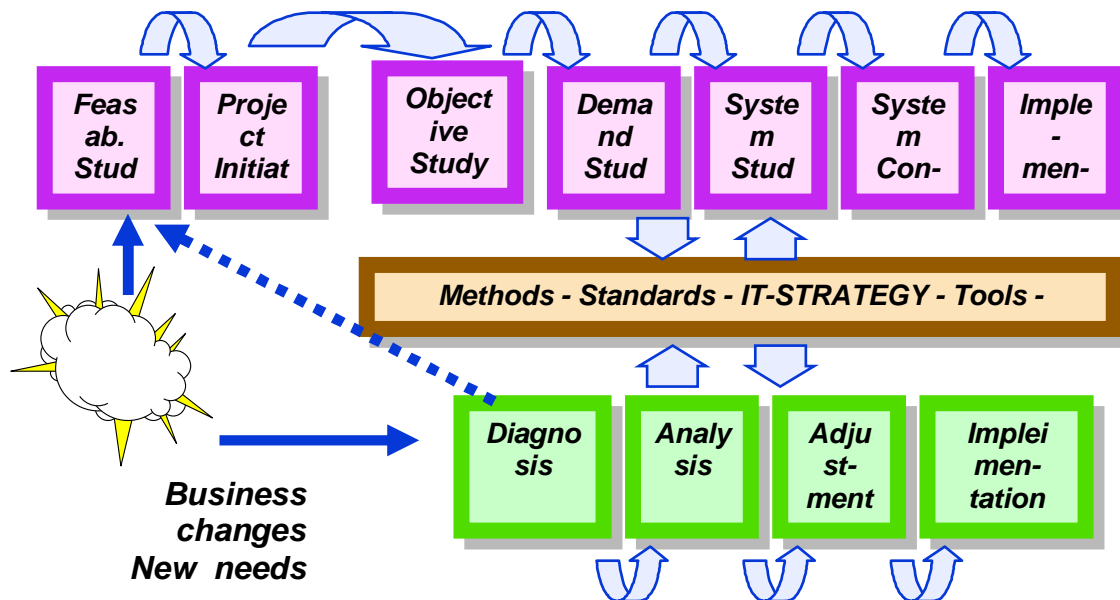 Feas
ab.
Stud
Proje
ct
Initiat
Object
ive
Study
Dema
nd
Stud
Syste
m
Stud
Syste
m
Con-
Imple
-
men-
Methods - Standards - IT-STRATEGY - Tools -
Diagno
sis
Analy
sis
Adju
st-
ment
Implei
men-
tation
Business
changes
New needs